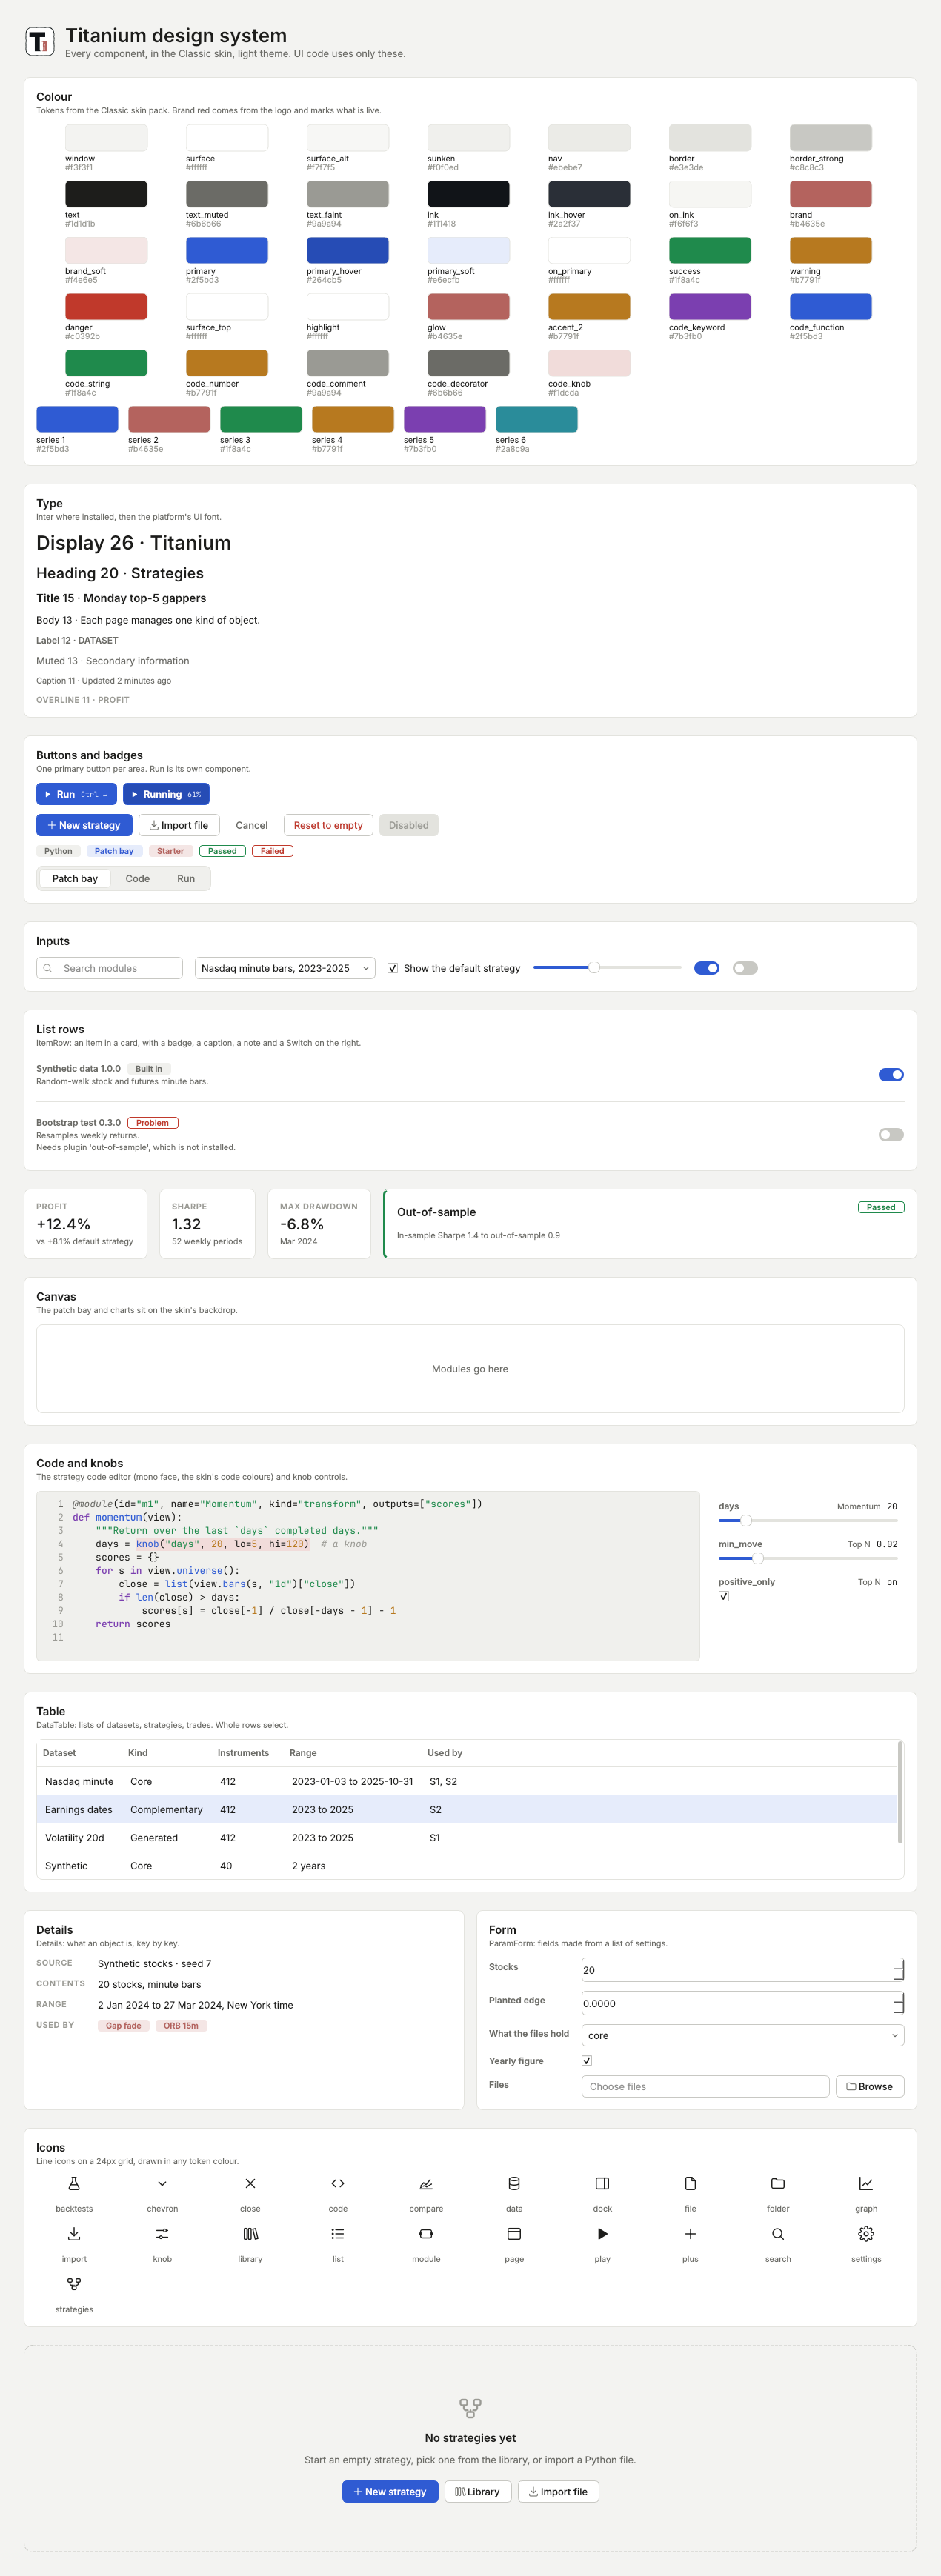 Titanium design system
Every component, in the Classic skin, light theme. UI code uses only these.
Colour
Tokens from the Classic skin pack. Brand red comes from the logo and marks what is live.
window surface surface_alt sunken nav border border_strong
#f3f3f1 #ffffff #f7f7f5 #f0f0ed #ebebe7 #e3e3de #c8c8c3
text text_muted text_faint ink ink_hover on_ink brand
#1d1d1b #6b6b66 #9a9a94 #111418 #2a2f37 #f6f6f3 #b4635e
brand_soft primary primary_hover primary_soft on_primary success warning
#f4e6e5 #2f5bd3 #264cb5 #e6ecfb #ffffff #1f8a4c #b7791f
danger surface_top highlight glow accent_2 code_keyword code_function
#c0392b #ffffff #ffffff #b4635e #b7791f #7b3fb0 #2f5bd3
code_string code_number code_comment code_decorator code_knob
#1f8a4c #b7791f #9a9a94 #6b6b66 #f1dcda
series 1 series 2 series 3 series 4 series 5 series 6
#2f5bd3 #b4635e #1f8a4c #b7791f #7b3fb0 #2a8c9a
Type
Inter where installed, then the platform's UI font.
Display 26 · Titanium
Heading 20 · Strategies
Title 15 · Monday top-5 gappers
Body 13 · Each page manages one kind of object.
Label 12 · DATASET
Muted 13 · Secondary information
Caption 11 · Updated 2 minutes ago
OVERLINE 11 · PROFIT
Buttons and badges
One primary button per area. Run is its own component.
Run Ctrl ↵ Running 61%
New strategy Import file Cancel Reset to empty Disabled
Python Patch bay Starter Passed Failed
Patch bay Code Run
Inputs
Search modules Nasdaq minute bars, 2023-2025 Show the default strategy
List rows
ItemRow: an item in a card, with a badge, a caption, a note and a Switch on the right.
Synthetic data 1.0.0 Built in
Random-walk stock and futures minute bars.
Bootstrap test 0.3.0 Problem
Resamples weekly returns.
Needs plugin 'out-of-sample', which is not installed.
PROFIT
+12.4%
vs +8.1% default strategy
SHARPE
1.32
52 weekly periods
MAX DRAWDOWN
-6.8%
Mar 2024
Out-of-sample Passed
In-sample Sharpe 1.4 to out-of-sample 0.9
Canvas
The patch bay and charts sit on the skin's backdrop.
Modules go here
Code and knobs
The strategy code editor (mono face, the skin's code colours) and knob controls.
1 @module(id="m1", name="Momentum", kind="transform", outputs=["scores"])
2 def momentum(view):
3 """Return over the last `days` completed days."""
4 days = knob("days", 20, lo=5, hi=120) # a knob
5 scores = {}
6 for s in view.universe():
7 close = list(view.bars(s, "1d")["close"])
8 if len(close) > days:
9 scores[s] = close[-1] / close[-days - 1] - 1
10 return scores
11
days Momentum 20
min_move Top N 0.02
positive_only Top N on
Table
DataTable: lists of datasets, strategies, trades. Whole rows select.
Dataset Kind Instruments Range Used by
Nasdaq minute Core 412 2023-01-03 to 2025-10-31 S1, S2
Earnings dates Complementary 412 2023 to 2025 S2
Volatility 20d Generated 412 2023 to 2025 S1
Synthetic Core 40 2 years
Details
Details: what an object is, key by key.
SOURCE Synthetic stocks · seed 7
CONTENTS 20 stocks, minute bars
RANGE 2 Jan 2024 to 27 Mar 2024, New York time
USED BY Gap fade ORB 15m
Form
ParamForm: fields made from a list of settings.
Stocks 20
Planted edge 0.0000
What the files hold core
Yearly figure
Files Choose files Browse
Icons
Line icons on a 24px grid, drawn in any token colour.
backtests chevron close code compare data dock file folder graph
import knob library list module page play plus search settings
strategies
No strategies yet
Start an empty strategy, pick one from the library, or import a Python file.
New strategy Library Import file